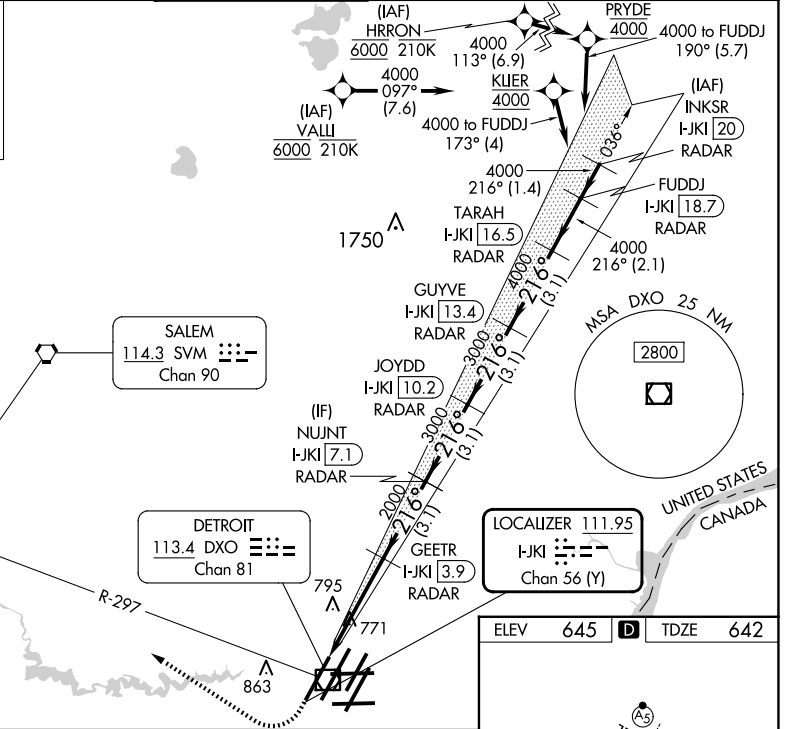 (IAF)
HRRON
6000 210K
4000
113° (6.9)
PRYDE
4000
4000 to FUDDJ
190° (5.7)
4000
097°
(7.6)
(IAF)
VALLI
6000 210K
KLIER
4000
4000 to FUDDJ
173° (4)
036°
(IAF)
INKSR
I-JKI 20
RADAR
4000
216° (1.4)
FUDDJ
I-JKI 18.7
RADAR
TARAH
I-JKI 16.5
RADAR
4000
216° (2.1)
1750
4000
216°
(3.1)
GUYVE
I-JKI 13.4
RADAR
3000
216°
(3.1)
MSA DXO 25 NM
2800
SALEM
114.3 SVM
Chan 90
JOYDD
I-JKI 10.2
RADAR
3000
216°
(3.1)
(IF)
NUJNT
I-JKI 7.1
RADAR
2000
216°
(3.1)
UNITED STATES
CANADA
DETROIT
113.4 DXO
Chan 81
GEETR
I-JKI 3.9
RADAR
LOCALIZER 111.95
I-JKI
Chan 56 (Y)
R-297
795
771
863
ELEV 645 D TDZE 642
A5